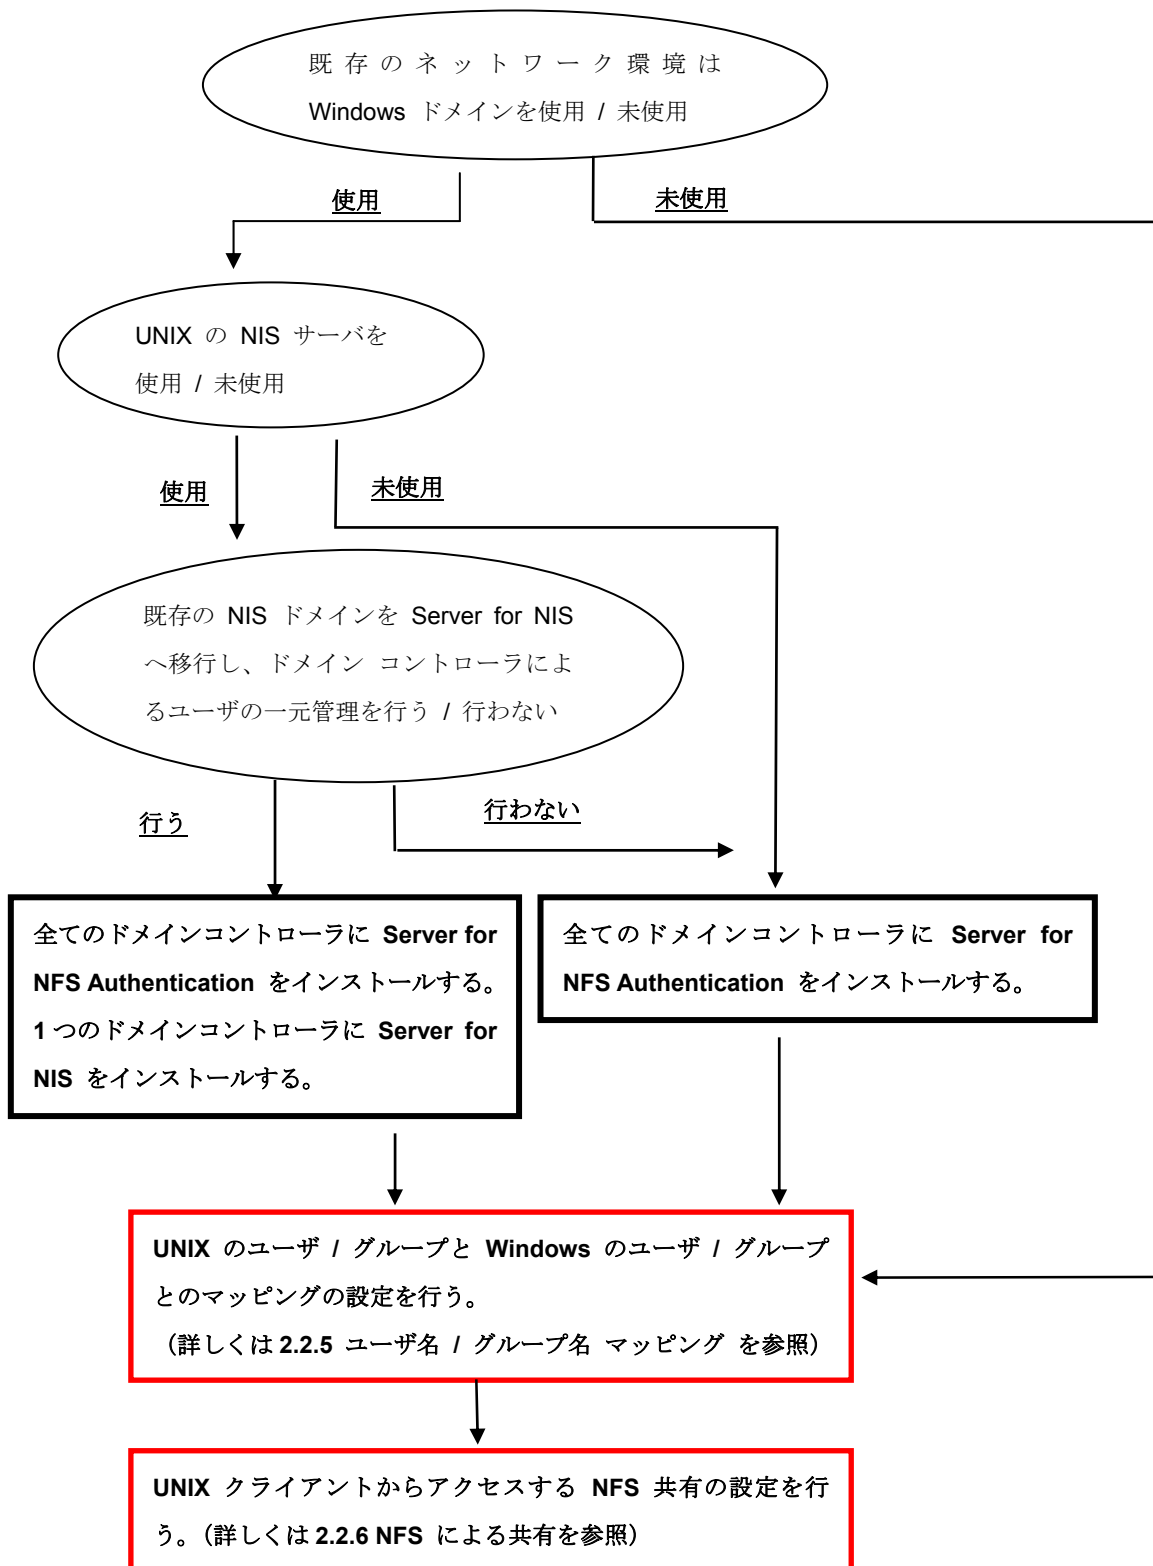 既存のネットワーク環境は
Windows ドメインを使用 / 未使用
使用
未使用
UNIX の NIS サーバを
使用 / 未使用
使用
未使用
既存の NIS ドメインを Server for NIS
へ移行し、ドメイン コントローラによ
るユーザの一元管理を行う / 行わない
行う
行わない
全てのドメインコントローラに Server for
NFS Authentication をインストールする。
1 つのドメインコントローラに Server for
NIS をインストールする。
全てのドメインコントローラに Server for
NFS Authentication をインストールする。
UNIX のユーザ / グループと Windows のユーザ / グループ
とのマッピングの設定を行う。
（詳しくは 2.2.5 ユーザ名 / グループ名 マッピング を参照）
UNIX クライアントからアクセスする NFS 共有の設定を行
う。（詳しくは 2.2.6 NFS による共有を参照）